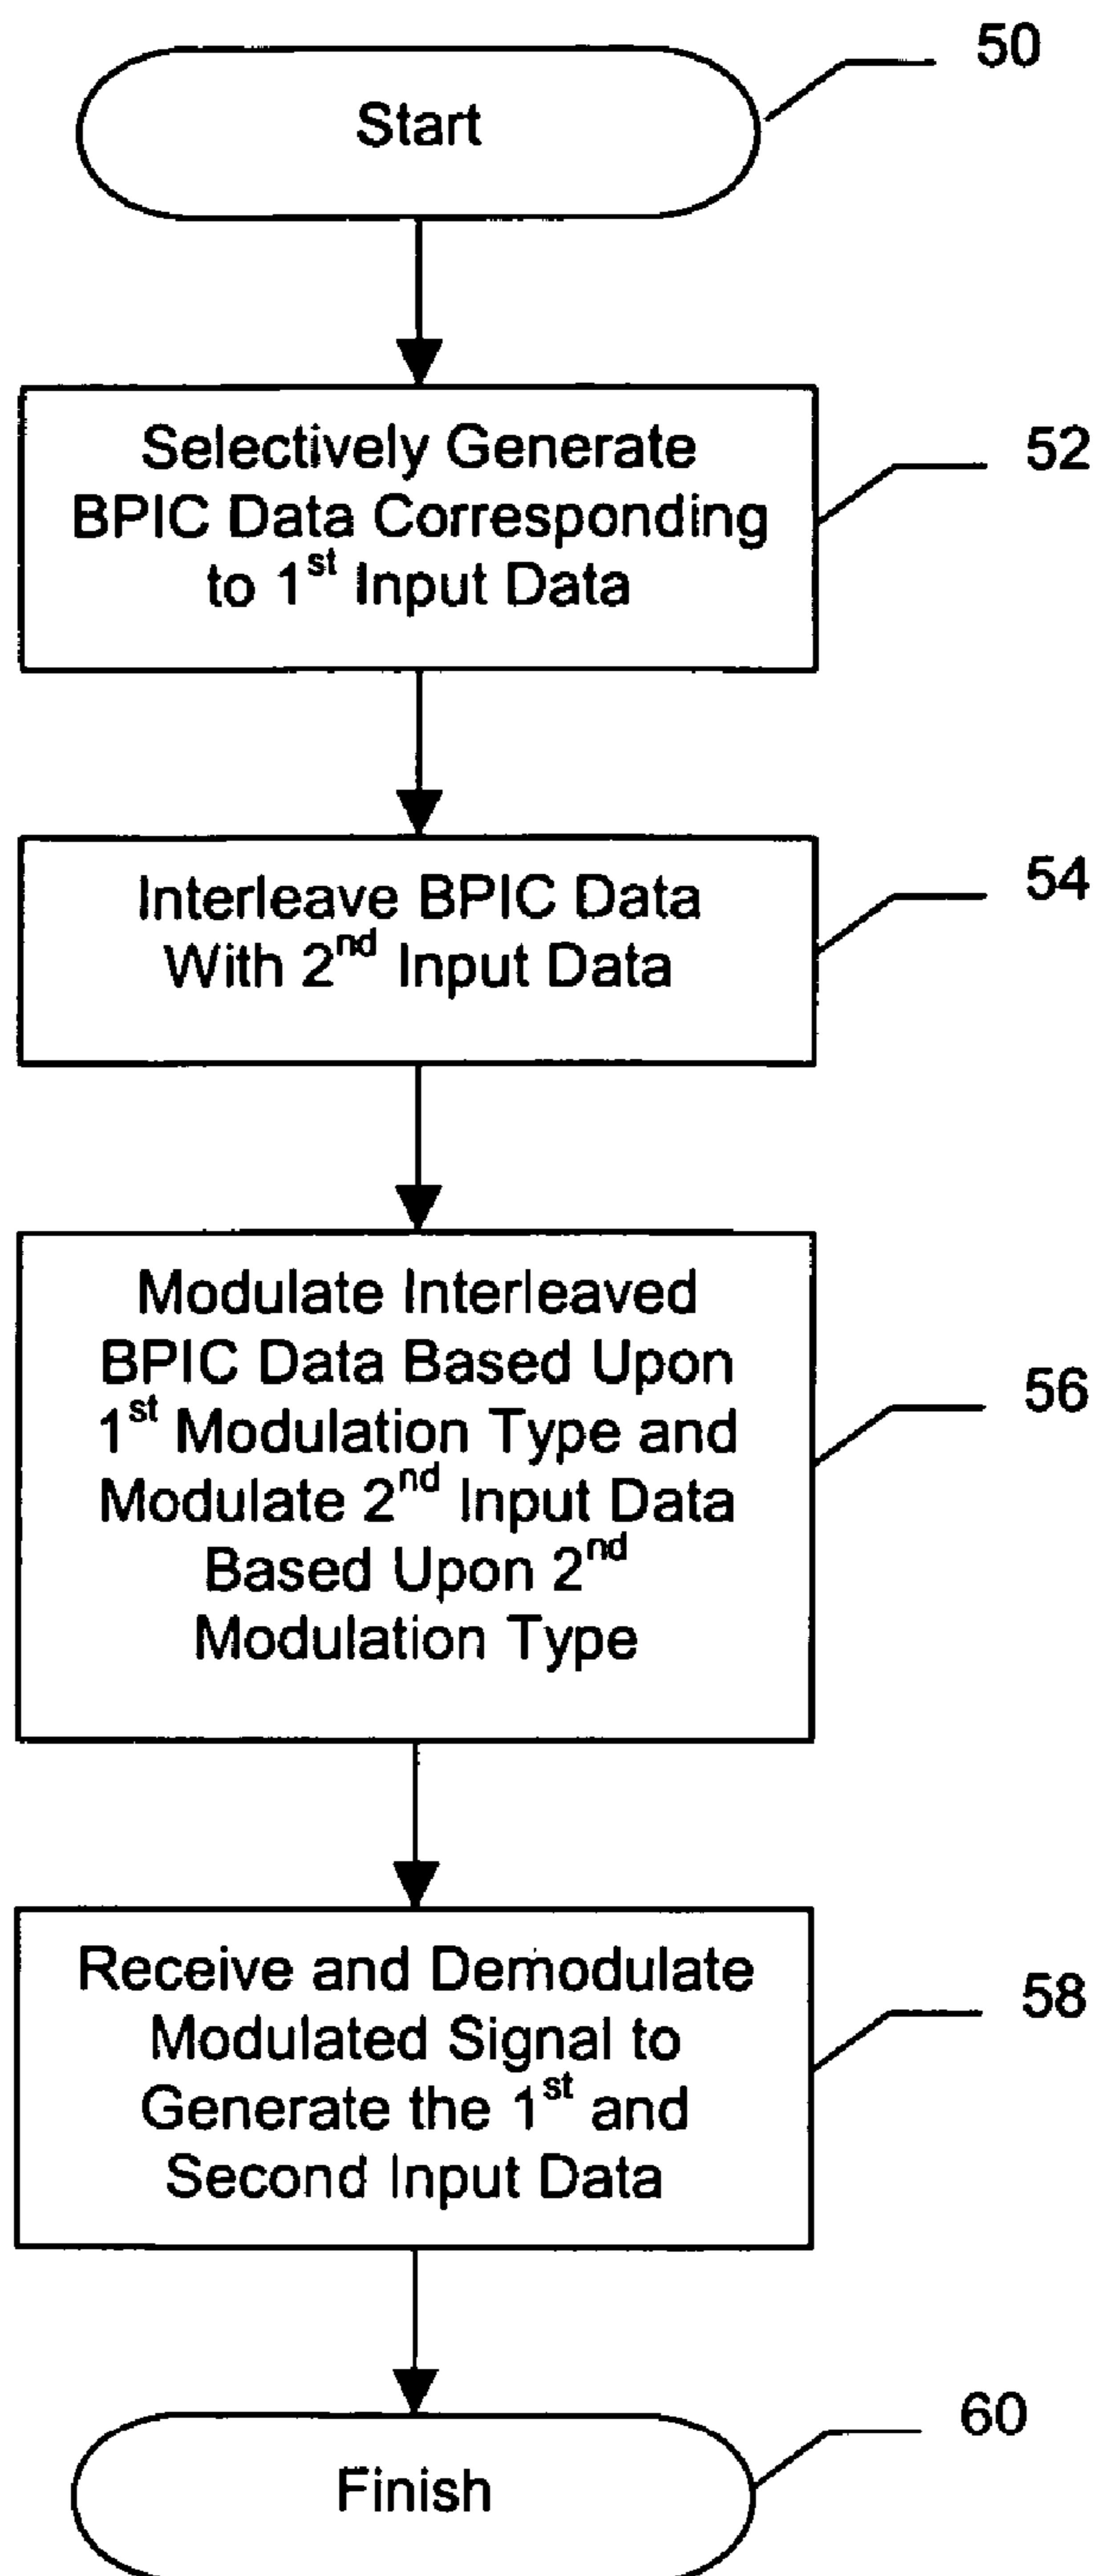 Start
50
Selectively Generate
BPIC Data Corresponding
to 1st Input Data
52
Interleave BPIC Data
With 2nd Input Data
54
Modulate Interleaved
BPIC Data Based Upon
1st Modulation Type and
Modulate 2nd Input Data
Based Upon 2nd
Modulation Type
56
Receive and Demodulate
Modulated Signal to
Generate the 1st and
Second Input Data
58
Finish
60